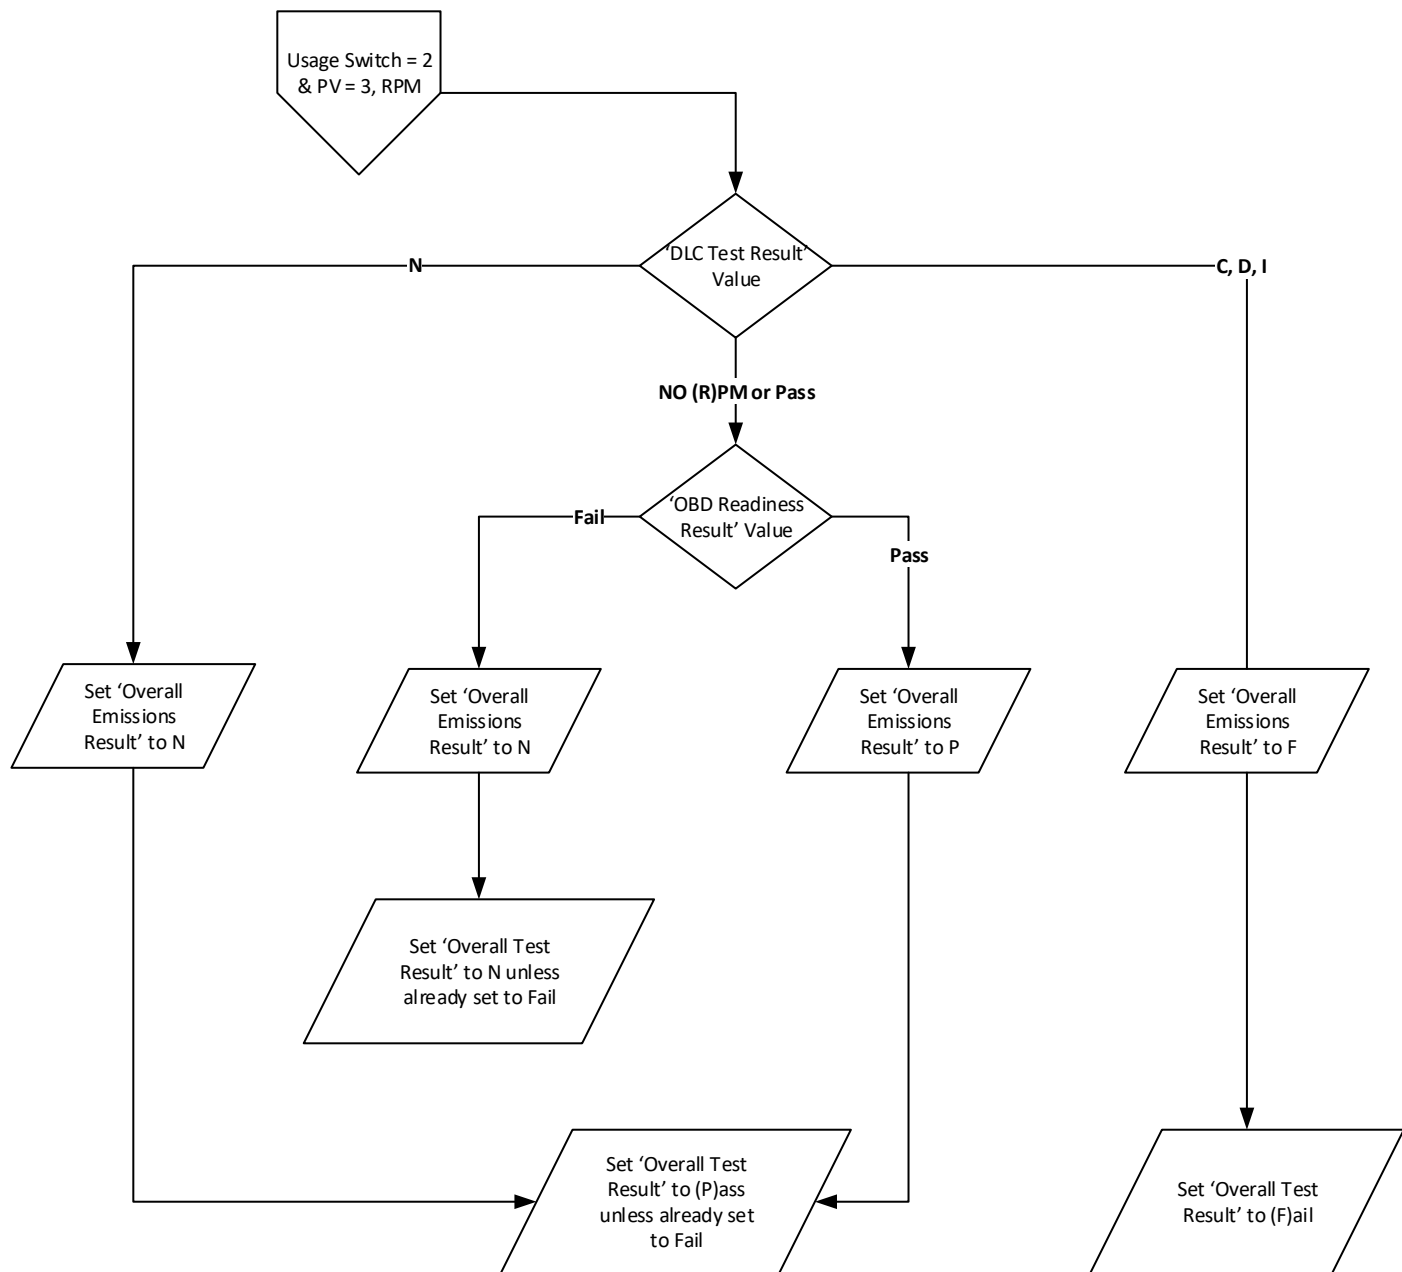 Usage Switch = 2
& PV = 3, RPM
‘DLC Test Result’
Value
N
C, D, I
NO (R)PM or Pass
‘OBD Readiness
Result’ Value
Fail
Pass
Set ‘Overall
Emissions
Result’ to N
Set ‘Overall
Emissions
Result’ to N
Set ‘Overall
Emissions
Result’ to P
Set ‘Overall
Emissions
Result’ to F
Set ‘Overall Test
Result’ to N unless
already set to Fail
Set ‘Overall Test
Result’ to (P)ass
unless already set
to Fail
Set ‘Overall Test
Result’ to (F)ail